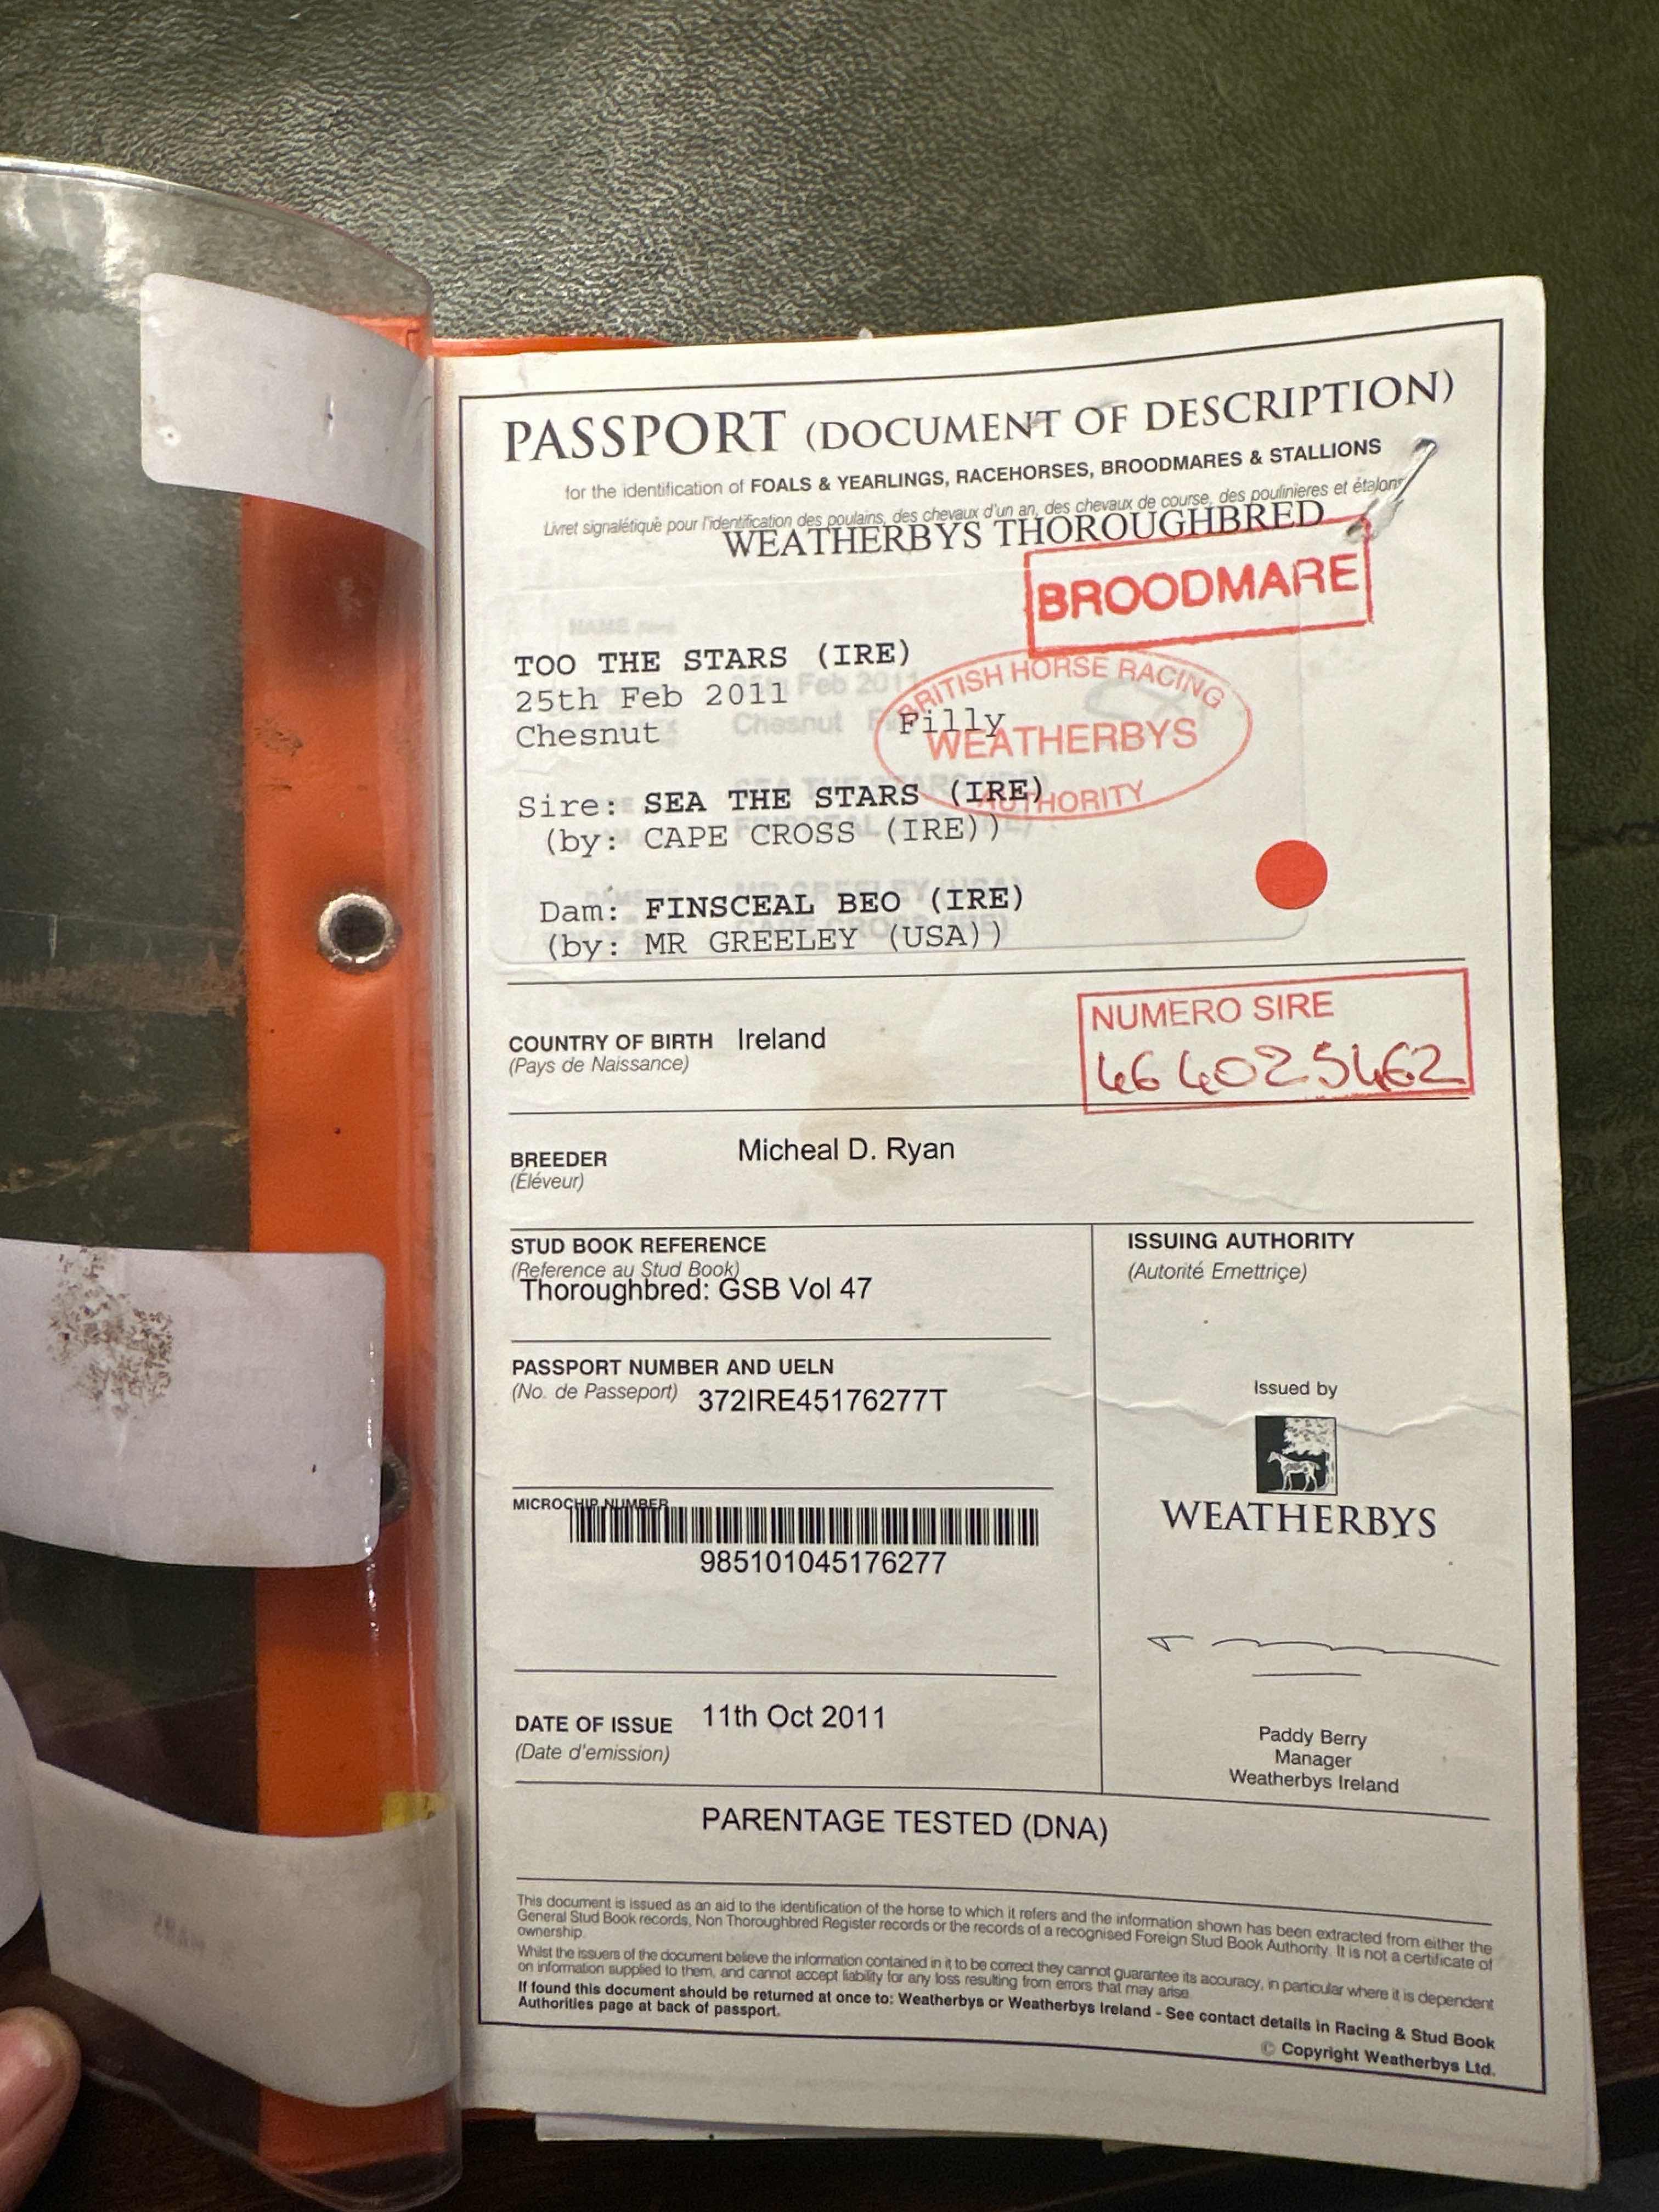 PASSPORT (DOCUMENT OF DESCRIPTION)
for the identification of FOALS & YEARLINGS, RACEHORSES, BROODMARES & STALLIONS
Livret signalétique pour l'identification des poulains, des chevaux d'un an, des chevaux de course, des poulinieres et étalons
WEATHERBYS THOROUGHBRED
BROODMARE
TOO THE STARS (IRE)
25th Feb 2011
Chesnut Filly
BRITISH HORSE RACING
WEATHERBYS
AUTHORITY
Sire: SEA THE STARS (IRE)
(by: CAPE CROSS (IRE))
Dam: FINSCEAL BEO (IRE)
(by: MR GREELEY (USA))
COUNTRY OF BIRTH Ireland
(Pays de Naissance)
NUMERO SIRE
464025462
BREEDER Micheal D. Ryan
(Éléveur)
STUD BOOK REFERENCE
(Reference au Stud Book)
Thoroughbred: GSB Vol 47
PASSPORT NUMBER AND UELN
(No. de Passeport) 372IRE45176277T
MICROCHIP NUMBER
985101045176277
DATE OF ISSUE 11th Oct 2011
(Date d'emission)
ISSUING AUTHORITY
(Autorité Emettriçe)
Issued by
WEATHERBYS
Paddy Berry
Manager
Weatherbys Ireland
PARENTAGE TESTED (DNA)
This document is issued as an aid to the identification of the horse to which it refers and the information shown has been extracted from either the
General Stud Book records, Non Thoroughbred Register records or the records of a recognised Foreign Stud Book Authority. It is not a certificate of
ownership.
Whilst the issuers of the document believe the information contained in it to be correct they cannot guarantee its accuracy, in particular where it is dependent
on information supplied to them, and cannot accept liability for any loss resulting from errors that may arise.
If found this document should be returned at once to: Weatherbys or Weatherbys Ireland - See contact details in Racing & Stud Book
Authorities page at back of passport.
© Copyright Weatherbys Ltd.